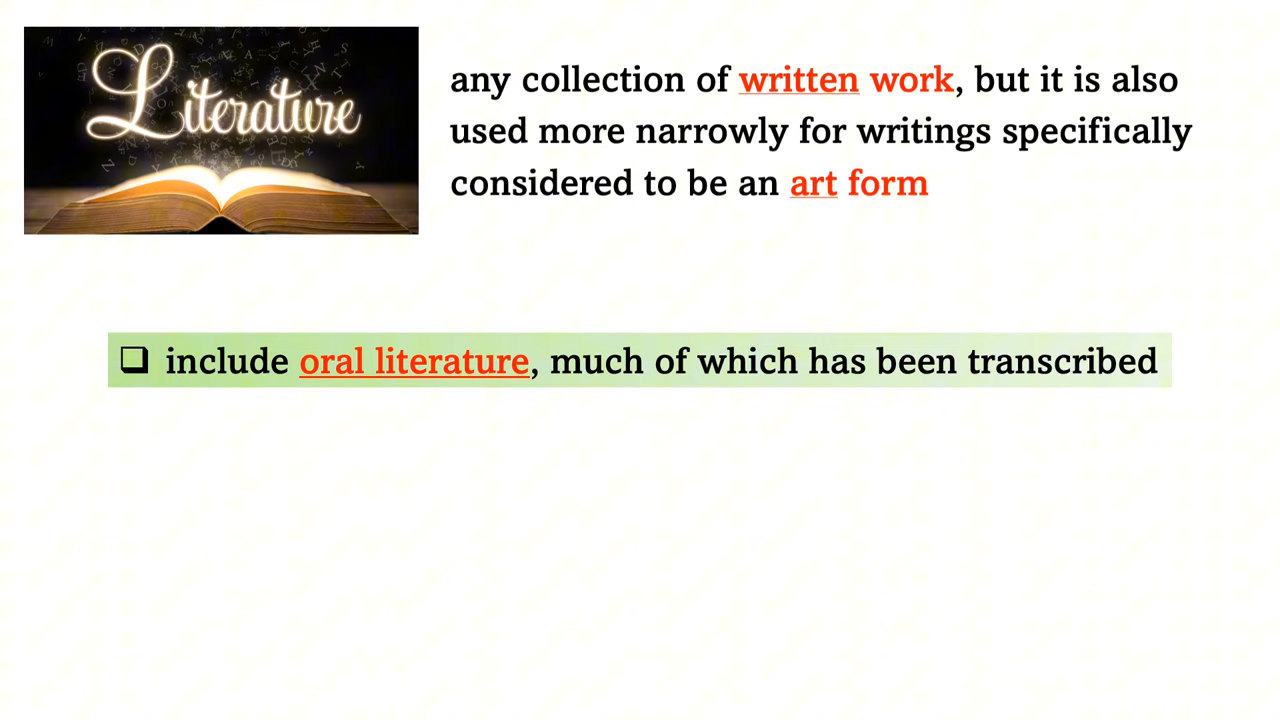 Literature
any collection of written work, but it is also
used more narrowly for writings specifically
considered to be an art form
include oral literature, much of which has been transcribed